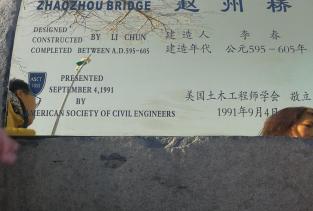 ZHAOZHOU BRIDGE 赵州桥
DESIGNED
CONSTRUCTED BY LI CHUN 建造人 李春
COMPLETED BETWEEN A.D.595-605 建造年代 公元595-605年
ASCE
PRESENTED
SEPTEMBER 4,1991
BY 美国土木工程师学会 敬立
AMERICAN SOCIETY OF CIVIL ENGINEERS 1991年9月4